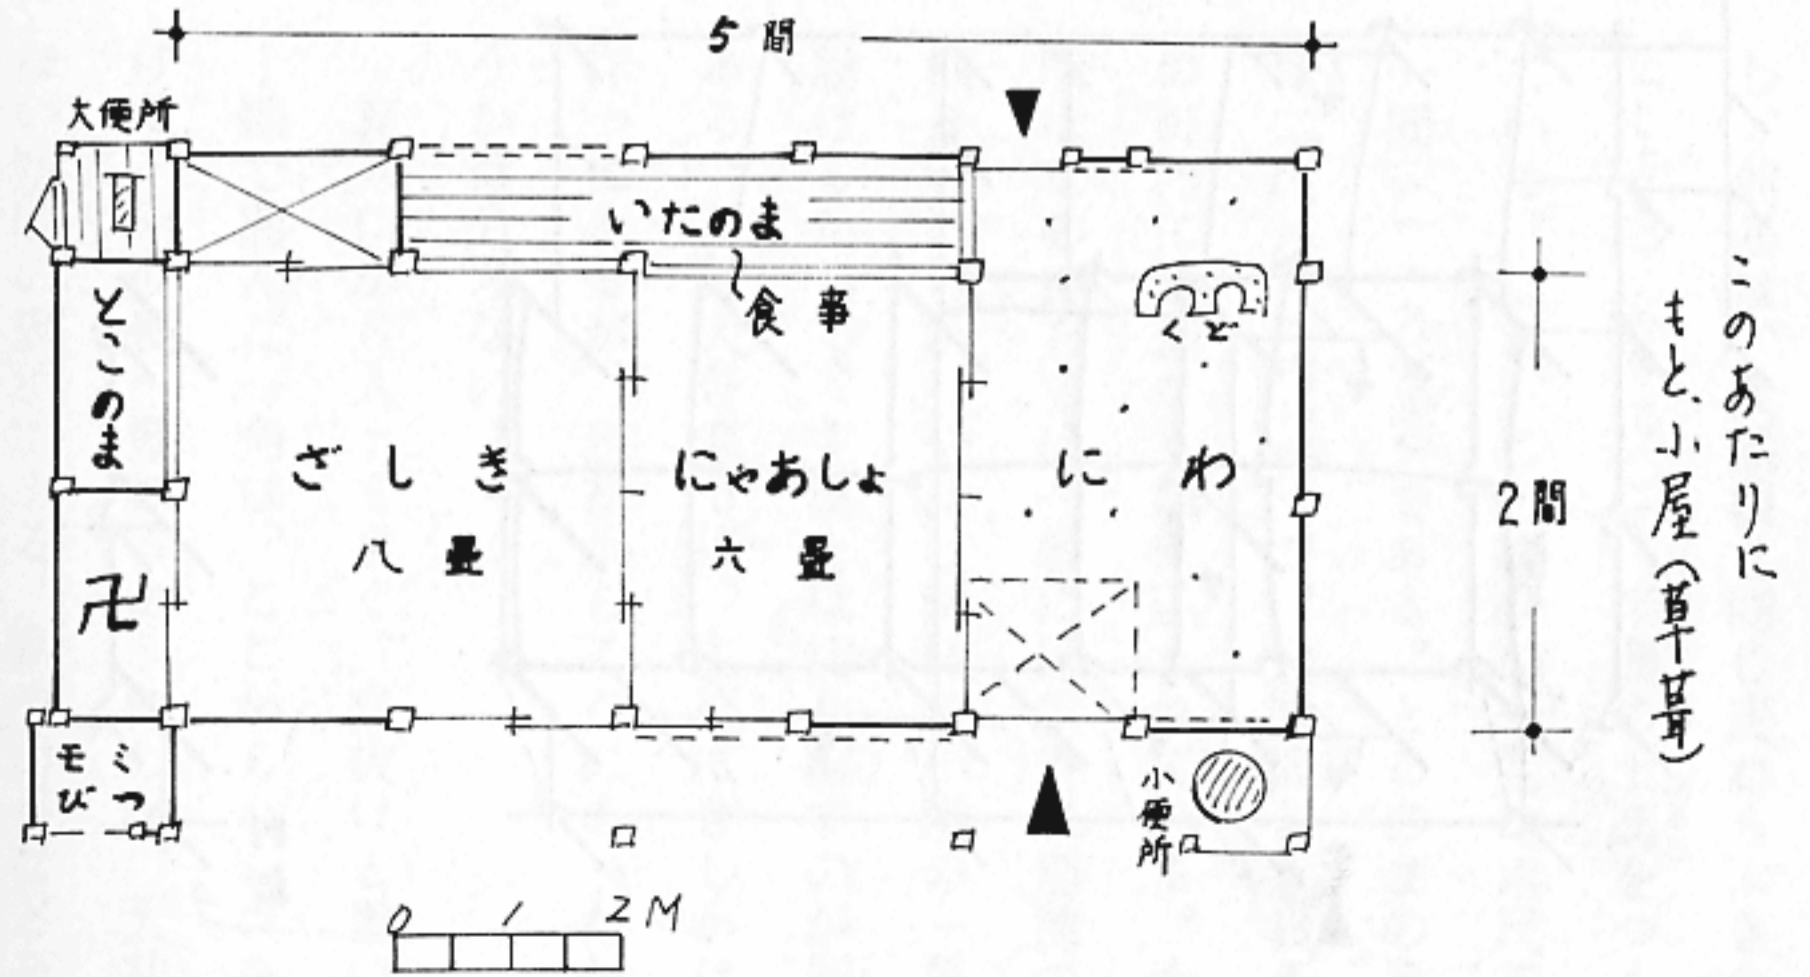 5間
大便所
いたのま
食事
くど
とこのま
ざしき
八畳
にゃあしょ
六畳
にわ
卍
2間
このあたりに
もと、小屋(草葺)
ミつ
モび
小便所
0 1 2M